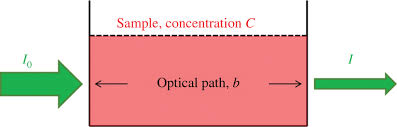 Sample, concentration C
I0
I
Optical path, b